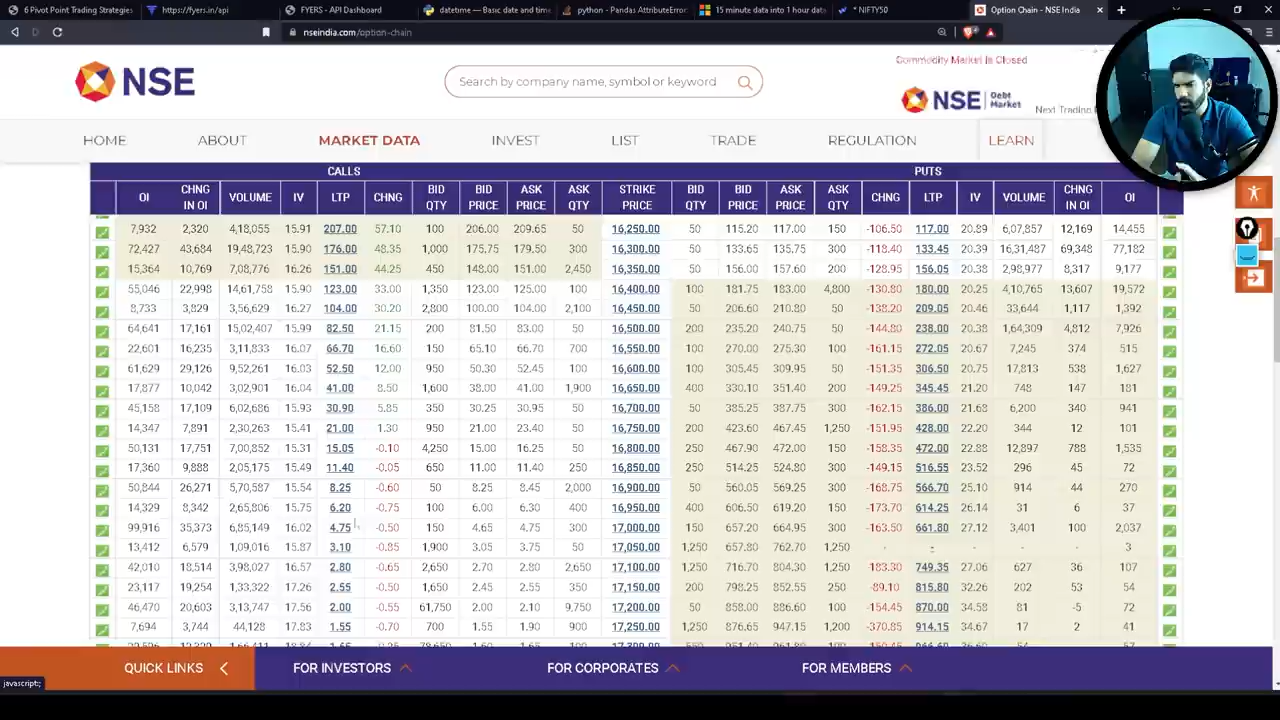 6 Pivot Point Trading Strategies
https://fyers.in/api
FYERS - API Dashboard
datetime — Basic date and time
python - Pandas AttributeError
15 minute data into 1 hour data
* NIFTY50
Option Chain - NSE India
nseindia.com/option-chain
Commodity Market is Closed
NSE
Search by company name, symbol or keyword
NSE Debt Market
Next Trading
HOME ABOUT MARKET DATA INVEST LIST TRADE REGULATION LEARN
CALLS PUTS
OI CHNG IN OI VOLUME IV LTP CHNG BID QTY BID PRICE ASK PRICE ASK QTY STRIKE PRICE BID QTY BID PRICE ASK PRICE ASK QTY CHNG LTP IV VOLUME CHNG IN OI OI
7,932 2,320 4,18,055 15.91 207.00 57.10 100 206.00 209.65 50 16,250.00 50 115.20 117.00 150 -106.50 117.00 20.89 6,07,857 12,169 14,455
72,427 43,684 19,48,723 15.90 176.00 48.35 1,000 175.75 179.50 300 16,300.00 50 133.65 135.75 300 -118.40 133.45 20.39 16,31,487 69,348 77,182
15,364 10,769 7,08,776 16.26 151.00 44.25 450 148.00 151.00 2,450 16,350.00 50 156.00 157.60 200 -128.95 156.05 20.38 2,98,977 8,317 9,177
55,046 22,998 14,61,758 15.90 123.00 33.00 1,350 123.00 125.00 100 16,400.00 100 181.75 183.00 4,800 -130.80 180.00 20.25 4,10,765 13,607 19,572
8,733 3,829 3,56,629 16.27 104.00 30.20 2,800 100.00 104.00 2,100 16,450.00 50 206.60 210.80 50 -138.20 209.05 20.46 33,644 1,117 1,392
64,641 17,161 15,02,407 15.99 82.50 21.15 200 81.50 83.00 50 16,500.00 200 235.20 240.75 50 -144.80 238.00 20.38 1,64,309 4,812 7,926
22,601 16,235 3,11,833 16.07 66.70 16.60 150 65.10 66.70 700 16,550.00 100 270.00 275.30 100 -161.15 272.05 20.67 7,245 374 515
61,629 29,126 9,52,261 16.03 52.50 12.00 950 50.30 52.45 100 16,600.00 100 305.45 309.95 50 -151.35 306.50 20.75 17,813 538 1,627
17,877 10,042 3,02,901 16.04 41.00 8.50 1,600 38.00 41.00 1,900 16,650.00 400 330.10 351.40 200 -149.25 345.45 21.20 748 147 181
45,158 17,109 6,02,686 15.93 30.90 5.85 350 30.25 30.95 50 16,700.00 50 385.25 387.75 300 -162.15 386.00 21.68 6,200 340 941
14,347 7,891 2,30,263 15.41 21.00 1.30 950 21.00 23.40 50 16,750.00 200 423.60 467.45 1,250 -151.95 428.00 22.20 344 12 101
50,131 17,751 7,00,852 15.31 15.05 -0.10 4,250 15.00 16.25 50 16,800.00 250 466.90 472.00 150 -158.35 472.00 22.88 12,897 788 1,535
17,360 9,888 2,05,175 15.49 11.40 -0.05 650 11.00 11.40 250 16,850.00 250 514.25 524.80 300 -149.15 516.55 23.52 296 45 72
50,844 26,271 5,70,587 15.54 8.25 -0.60 50 8.25 8.45 2,000 16,900.00 50 560.05 569.25 300 -168.75 566.70 25.10 914 44 270
14,329 8,342 2,65,806 15.75 6.20 -0.75 100 6.00 6.30 400 16,950.00 400 606.50 619.20 150 -173.70 614.25 26.14 31 6 37
99,916 35,373 6,85,149 16.02 4.75 -0.50 150 4.65 4.75 300 17,000.00 150 657.20 664.95 300 -163.50 661.80 27.12 3,401 100 2,037
13,412 6,579 1,09,016 15.87 3.10 -0.85 1,900 3.05 3.75 50 17,050.00 1,250 657.80 762.70 1,250 - - - - - 3
42,010 18,514 3,98,027 16.57 2.80 -0.65 2,650 2.70 2.80 2,650 17,100.00 1,250 716.70 804.30 1,250 -183.30 749.35 27.06 627 36 107
23,117 19,254 1,33,322 17.26 2.55 -0.50 1,650 2.45 2.55 400 17,150.00 200 798.25 852.55 250 -89.10 815.80 32.26 202 53 54
46,470 20,603 3,13,747 17.56 2.00 -0.55 61,750 2.00 2.10 9,750 17,200.00 50 858.00 886.60 100 -154.45 870.00 34.58 81 -5 72
7,694 3,744 44,128 17.83 1.55 -0.70 700 1.55 1.90 900 17,250.00 1,250 876.65 947.15 1,200 -370.85 914.15 34.67 17 2 41
QUICK LINKS FOR INVESTORS FOR CORPORATES FOR MEMBERS
javascript:;